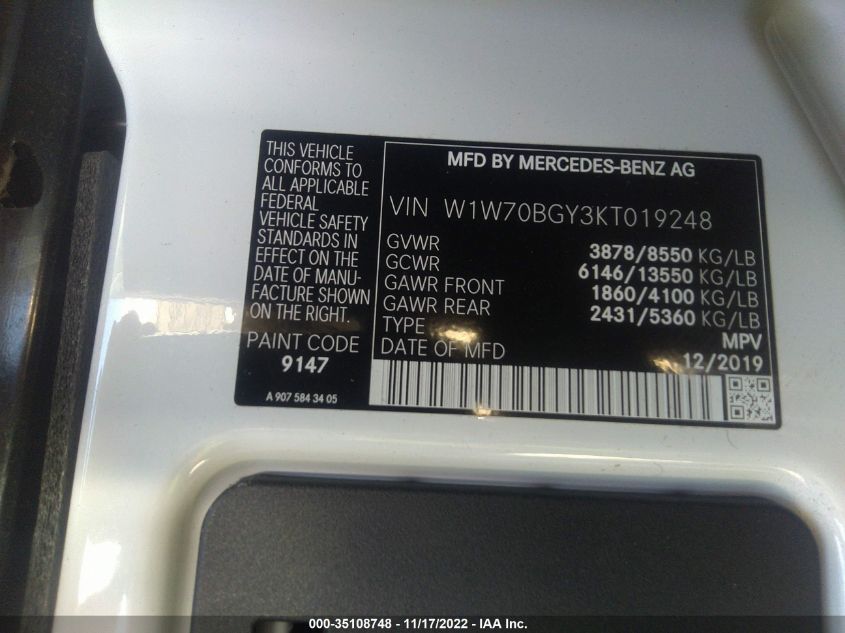 THIS VEHICLE
CONFORMS TO
ALL APPLICABLE
FEDERAL
VEHICLE SAFETY
STANDARDS IN
EFFECT ON THE
DATE OF MANU-
FACTURE SHOWN
ON THE RIGHT.
PAINT CODE
9147
A 907 584 34 05
MFD BY MERCEDES-BENZ AG
VIN W1W70BGY3KT019248
GVWR 3878/8550 KG/LB
GCWR 6146/13550 KG/LB
GAWR FRONT 1860/4100 KG/LB
GAWR REAR 2431/5360 KG/LB
TYPE MPV
DATE OF MFD 12/2019
000-35108748 - 11/17/2022 - IAA Inc.